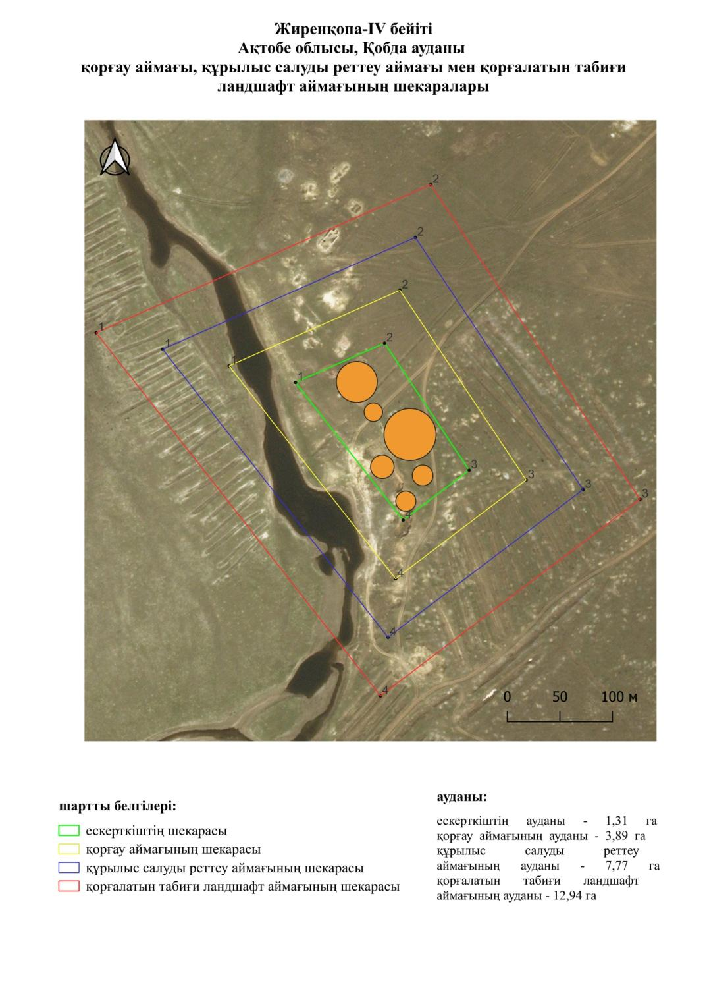 Жиренқопа-IV бейіті
Ақтөбе облысы, Қобда ауданы
қорғау аймағы, құрылыс салуды реттеу аймағы мен қорғалатын табиғи
ландшафт аймағының шекаралары
2
2
2
1
2
1
1
1
3
3
3
3
4
4
4
4
0 50 100 м
шартты белгілері:
ескерткіштің шекарасы
қорғау аймағының шекарасы
құрылыс салуды реттеу аймағының шекарасы
қорғалатын табиғи ландшафт аймағының шекарасы
ауданы:
ескерткіштің ауданы - 1,31 га
қорғау аймағының ауданы - 3,89 га
құрылыс салуды реттеу
аймағының ауданы - 7,77 га
қорғалатын табиғи ландшафт
аймағының ауданы - 12,94 га